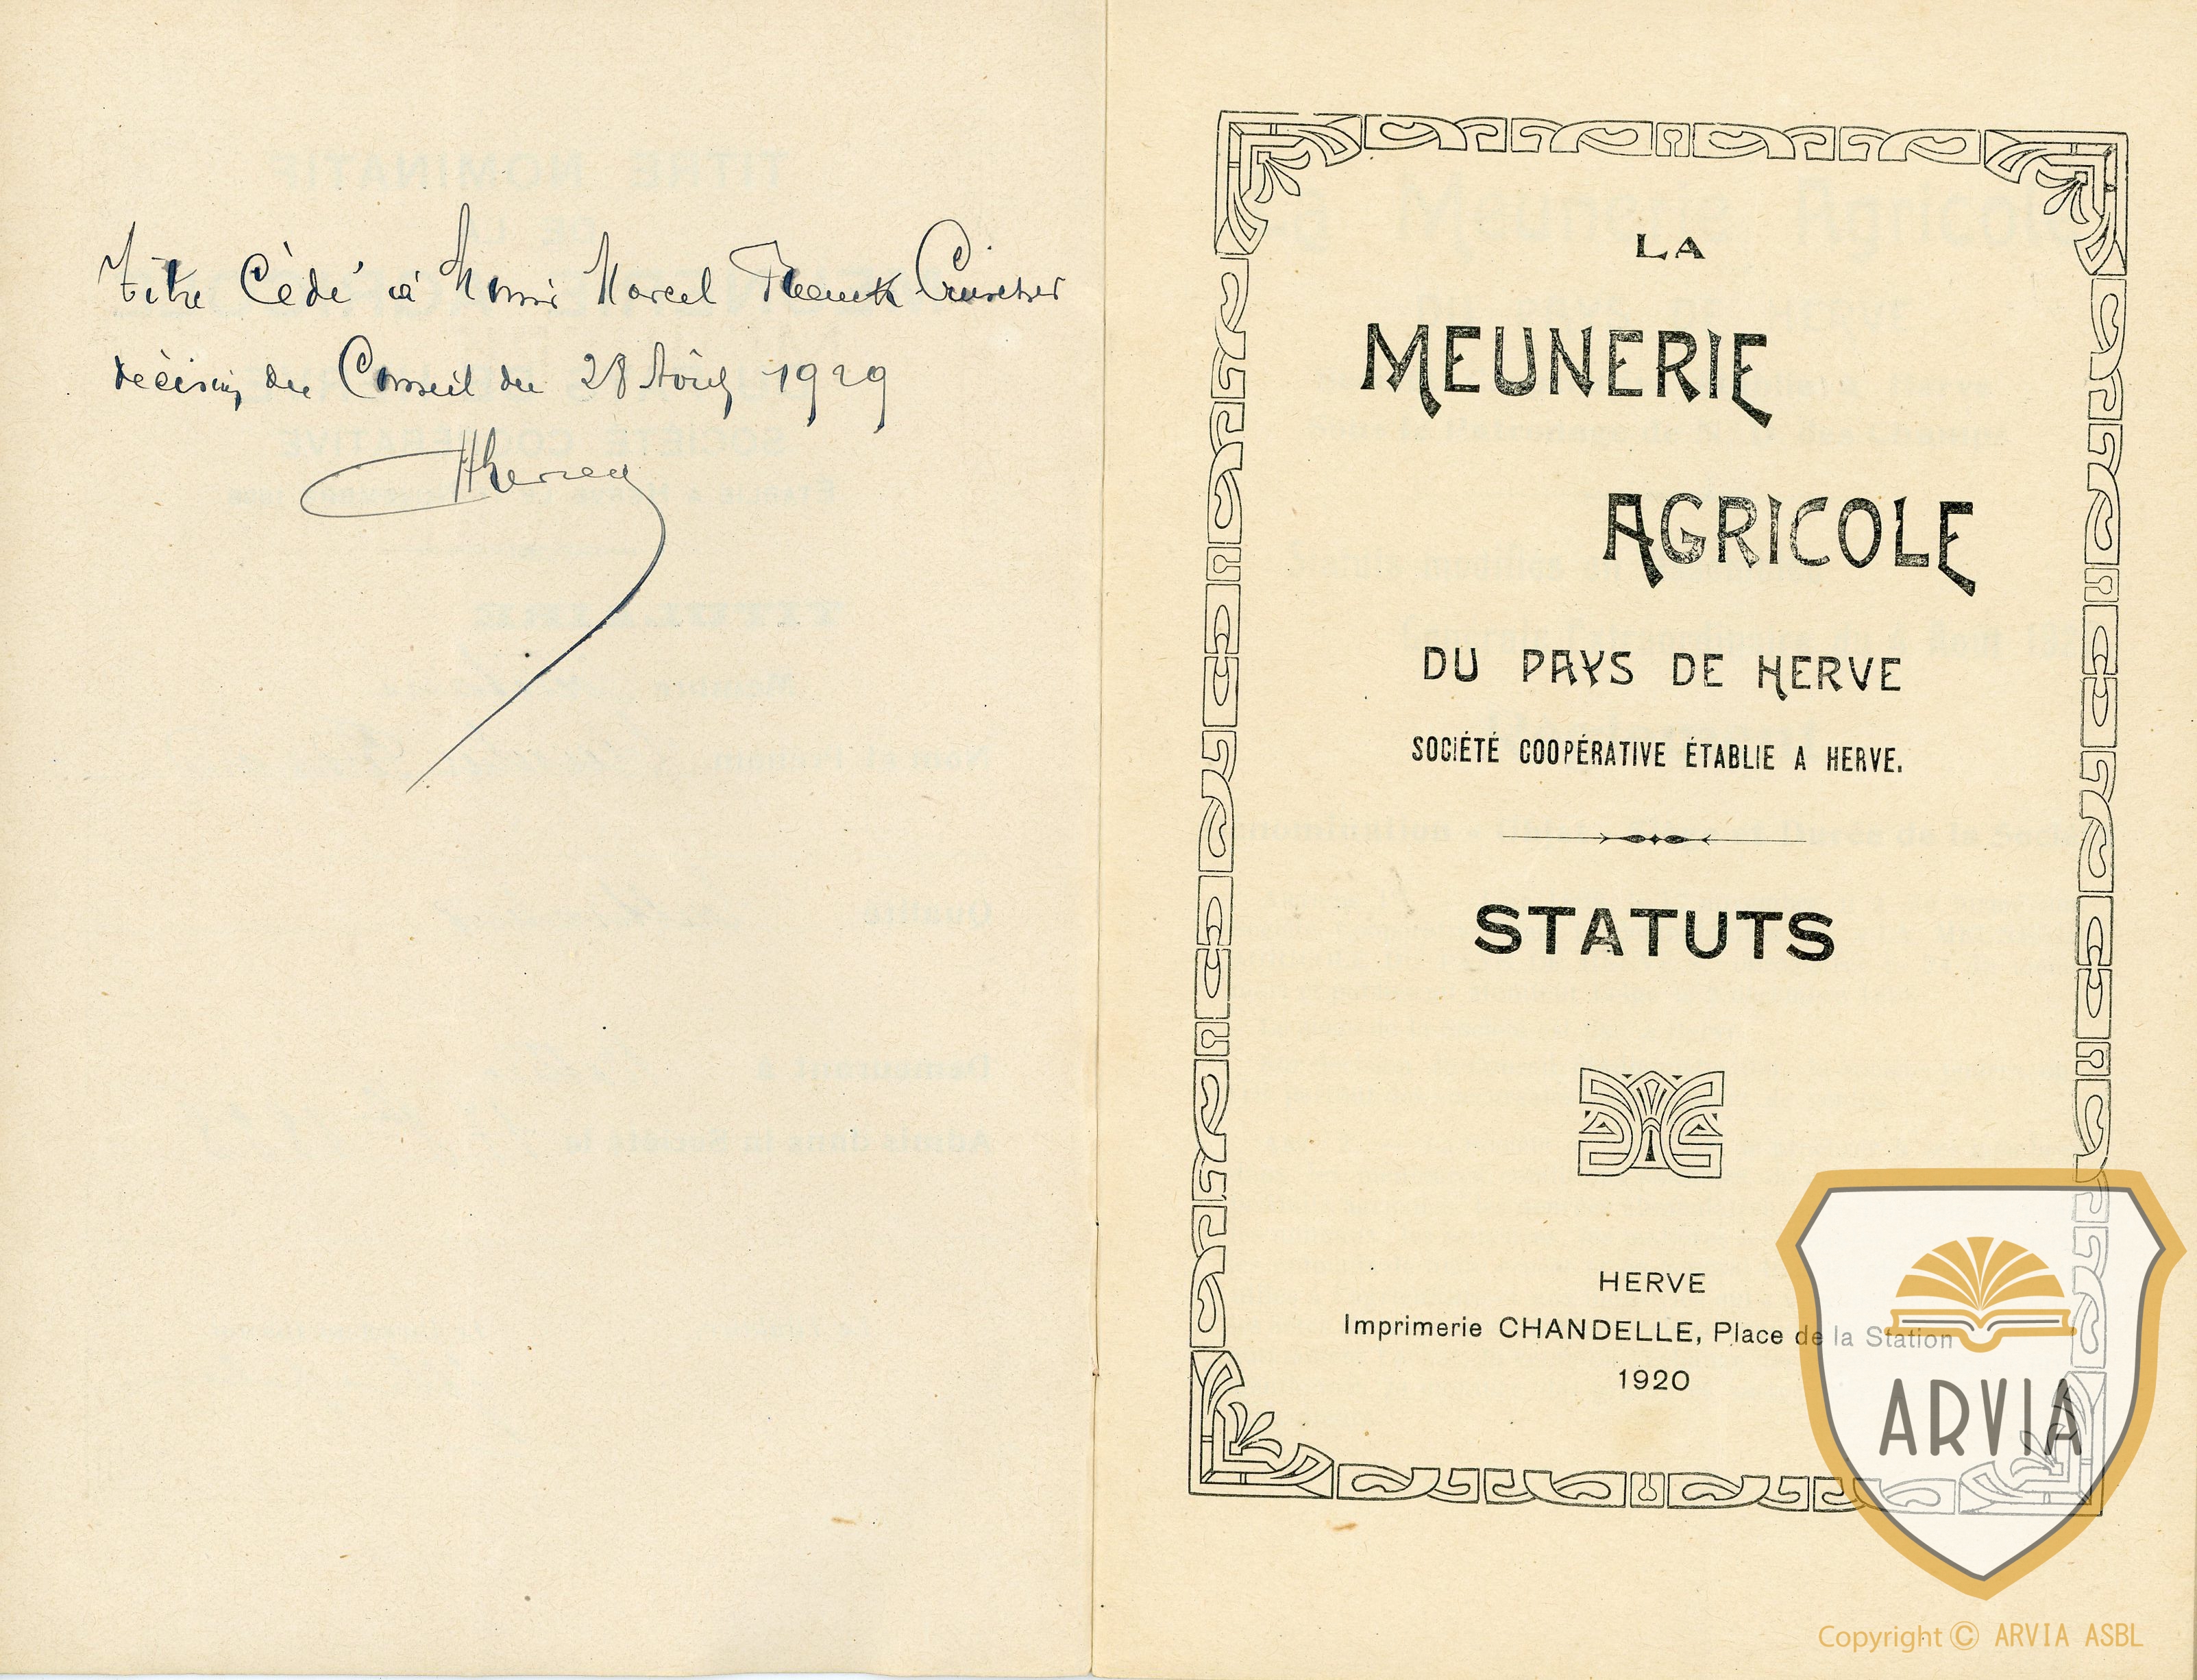 Titre Cédé à Marcel
décision du Conseil du 28 Août 1929
LA
MEUNERIE
AGRICOLE
DU PAYS DE HERVE
SOCIÉTÉ COOPÉRATIVE ÉTABLIE A HERVE.
STATUTS
HERVE
Imprimerie CHANDELLE, Place de la Station
1920
ARVIA
Copyright © ARVIA ASBL